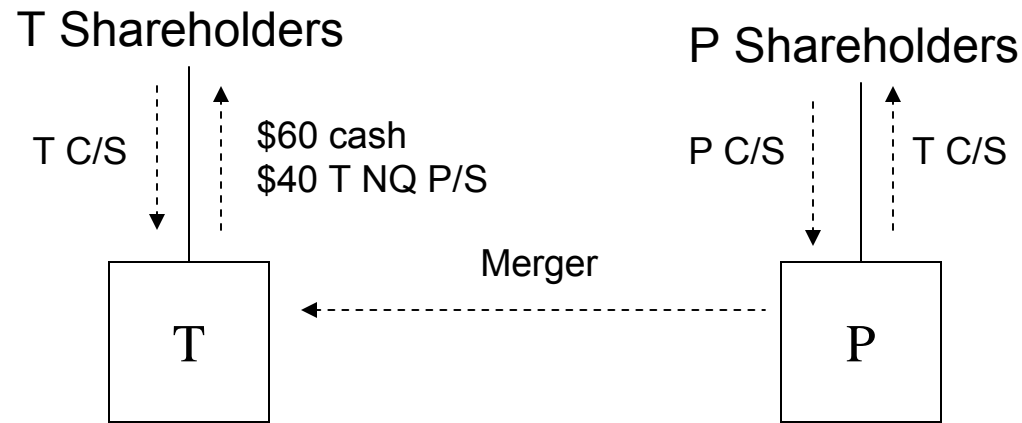 T Shareholders
P Shareholders
T C/S
$60 cash
$40 T NQ P/S
P C/S
T C/S
Merger
T
P